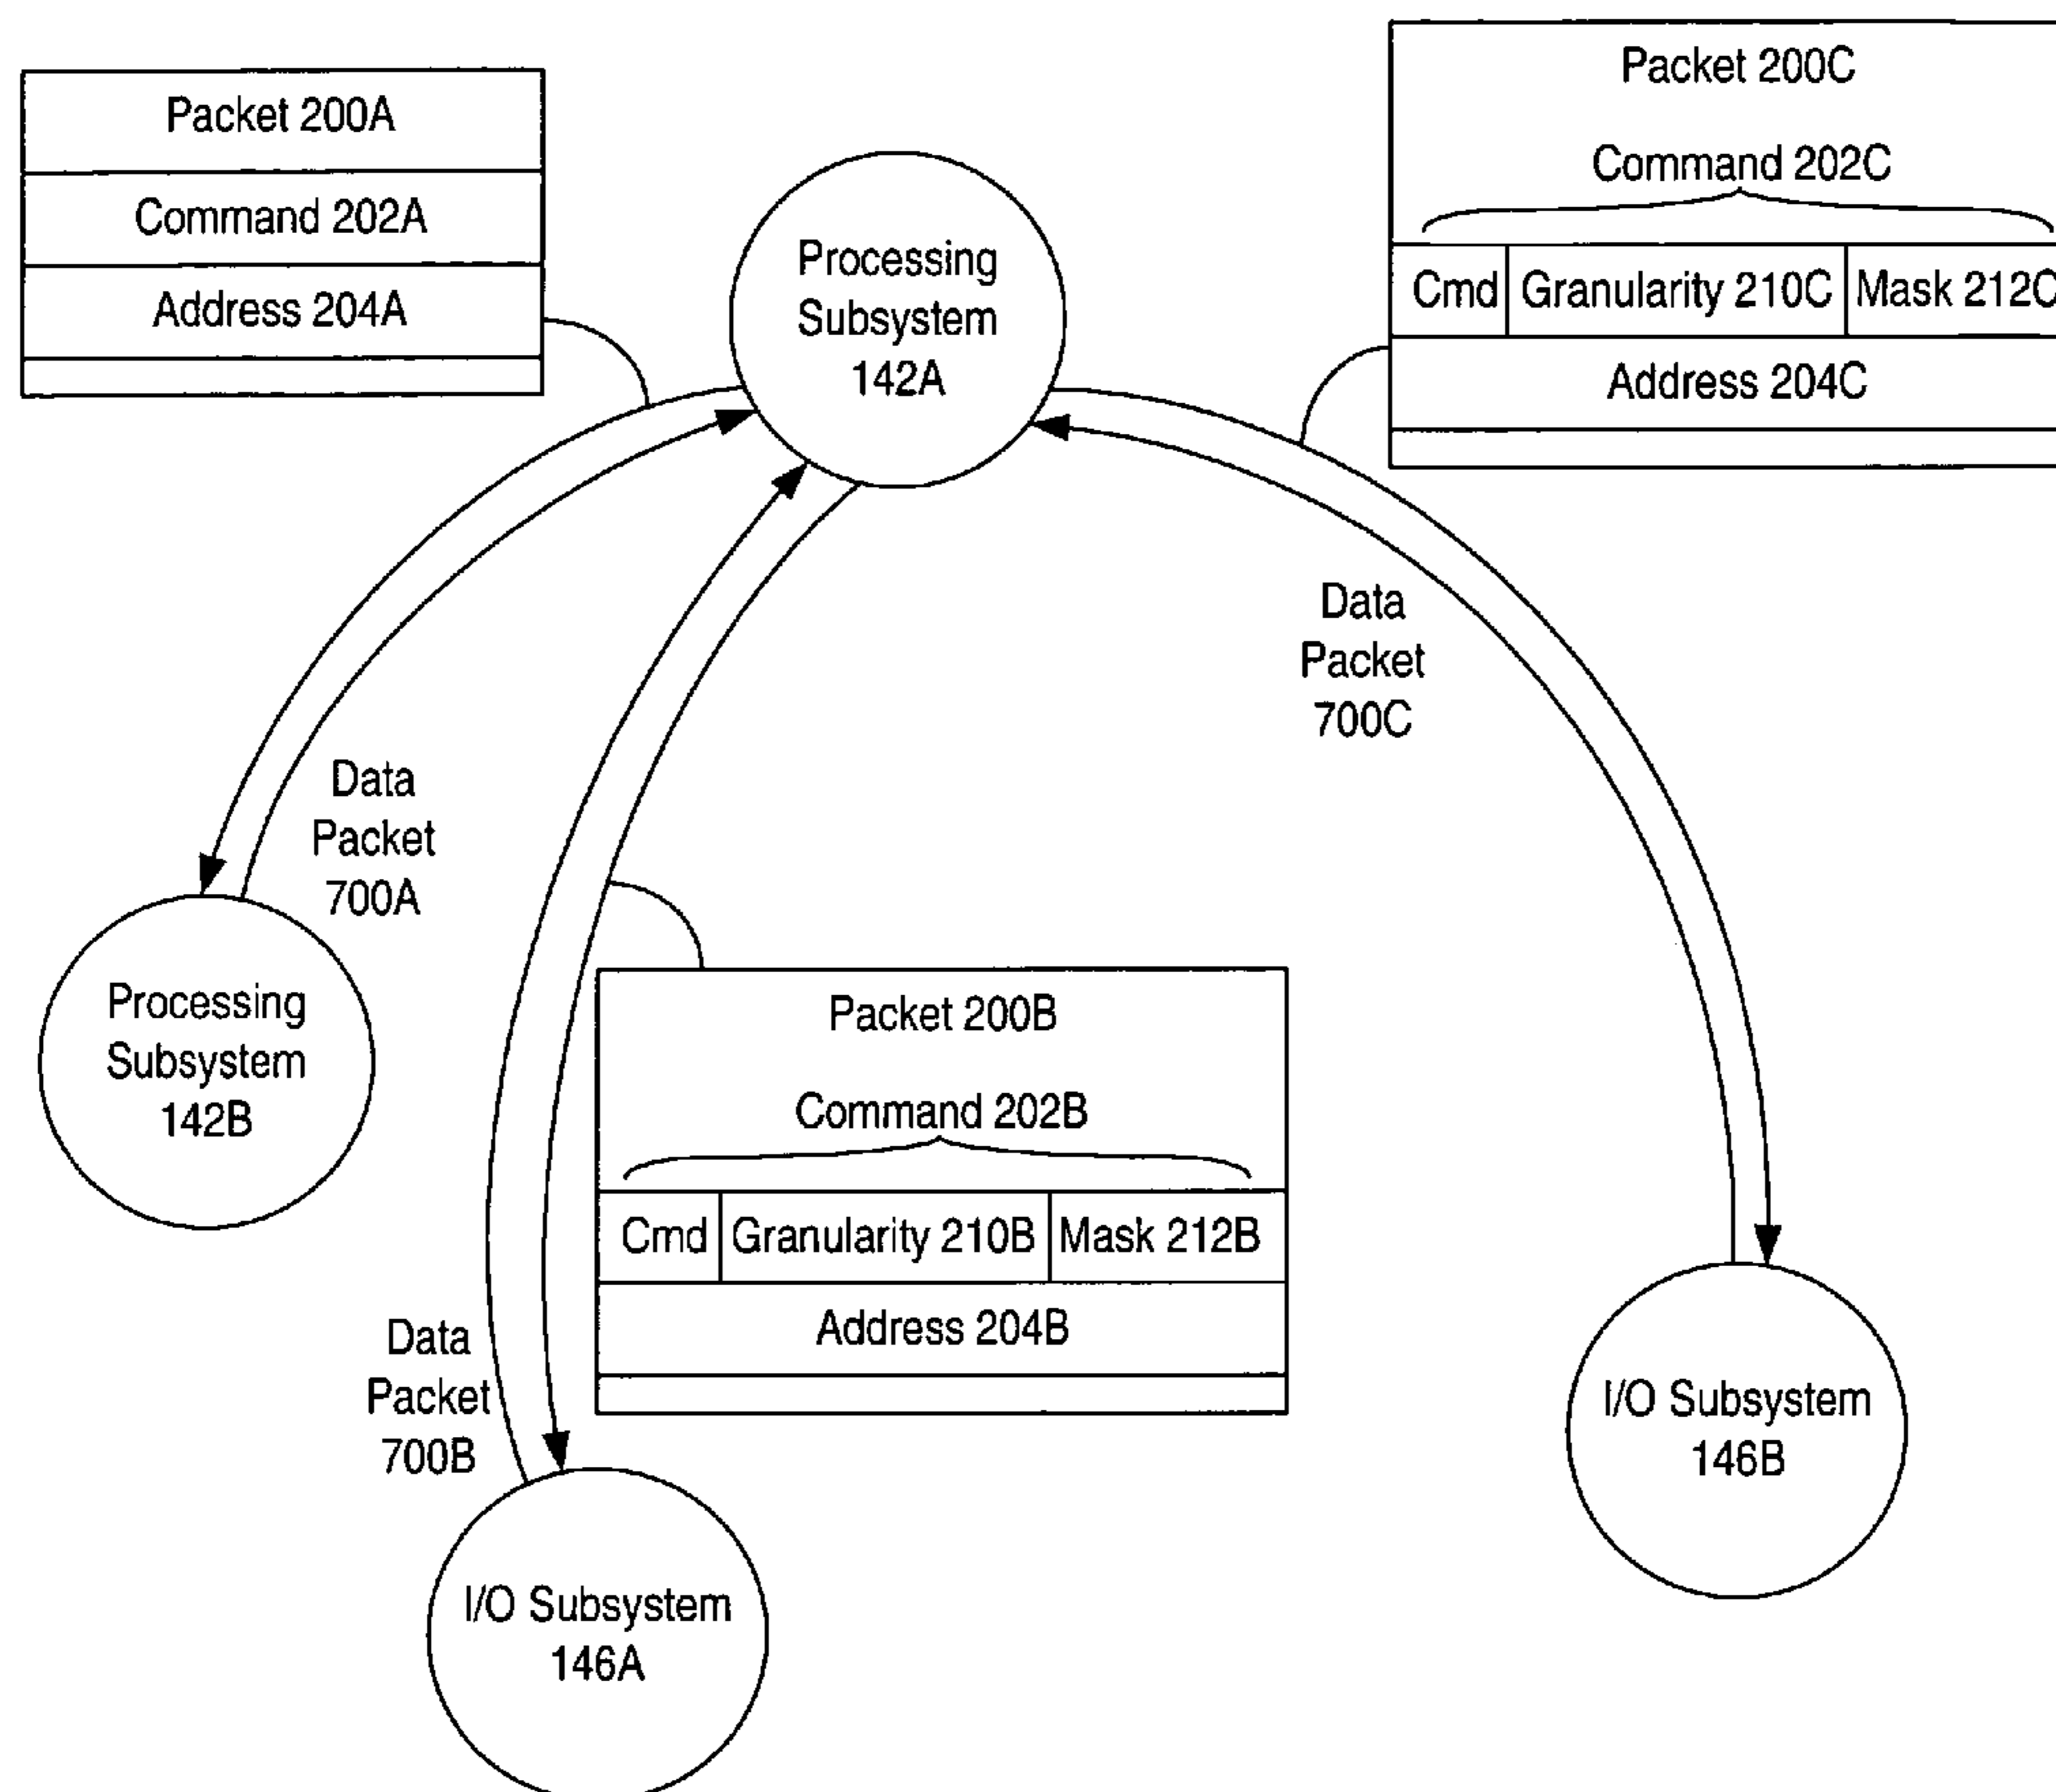 Packet 200A
Command 202A
Address 204A
Processing
Subsystem
142A
Packet 200C
Command 202C
Cmd Granularity 210C Mask 212C
Address 204C
Data
Packet
700C
Data
Packet
700A
Processing
Subsystem
142B
Packet 200B
Command 202B
Cmd Granularity 210B Mask 212B
Address 204B
Data
Packet
700B
I/O Subsystem
146B
I/O Subsystem
146A